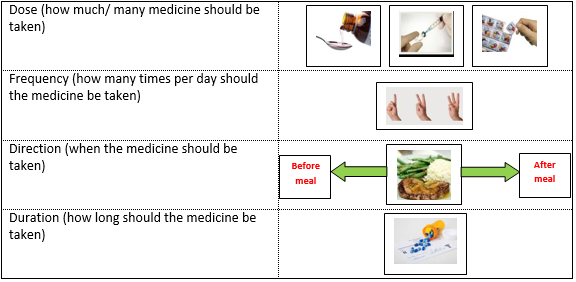 Dose (how much/ many medicine should be
taken)
Frequency (how many times per day should
the medicine be taken)
Direction (when the medicine should be
taken)
Before
meal
After
meal
Duration (how long should the medicine be
taken)